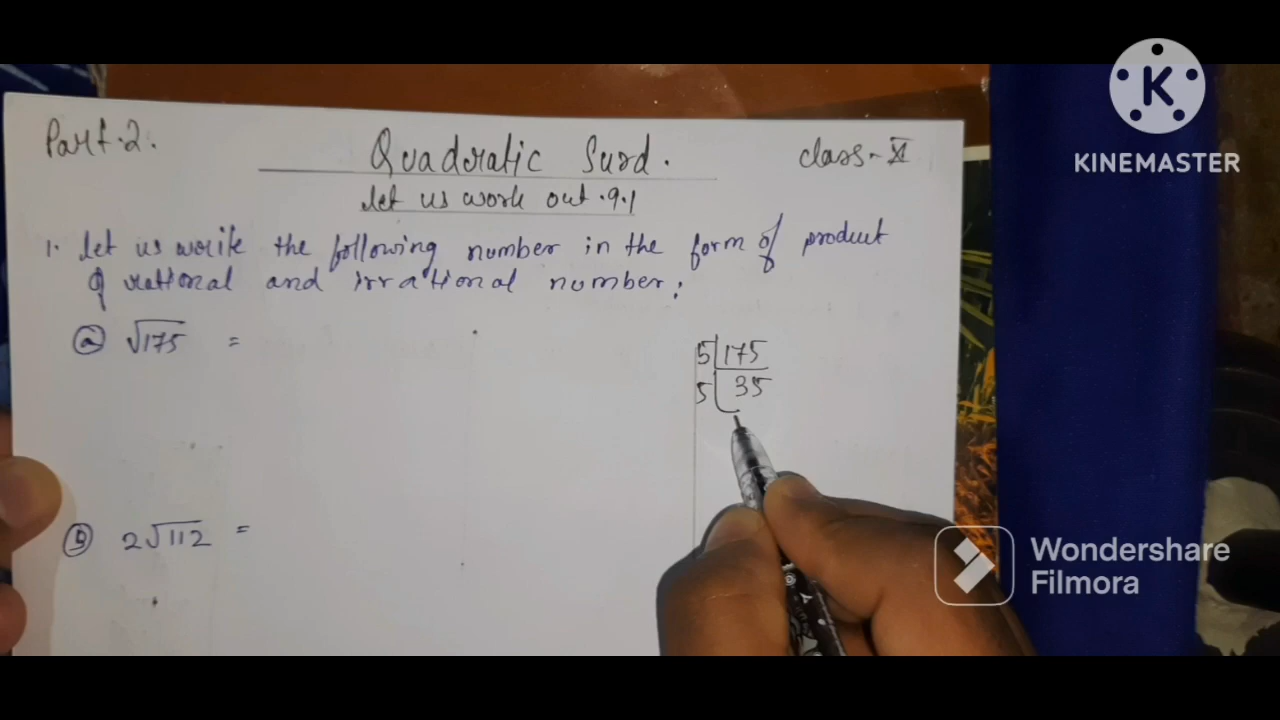 Part.2.
Quadratic Surd.
class-XI
let us work out.9.1
1. let us write the following number in the form of product
of rational and irrational number:
(a) √175 =
5 175
5 35
(b) 2√112 =
KINEMASTER
Wondershare
Filmora